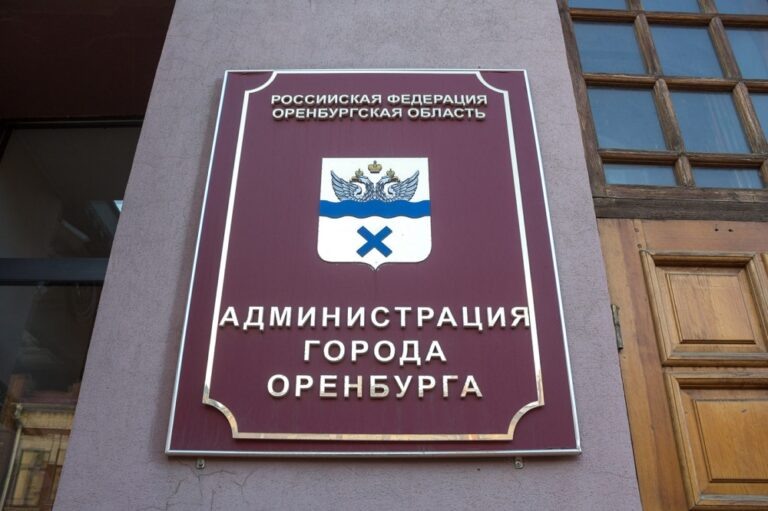 РОССИЙСКАЯ ФЕДЕРАЦИЯ
ОРЕНБУРГСКАЯ ОБЛАСТЬ
АДМИНИСТРАЦИЯ
ГОРОДА
ОРЕНБУРГА